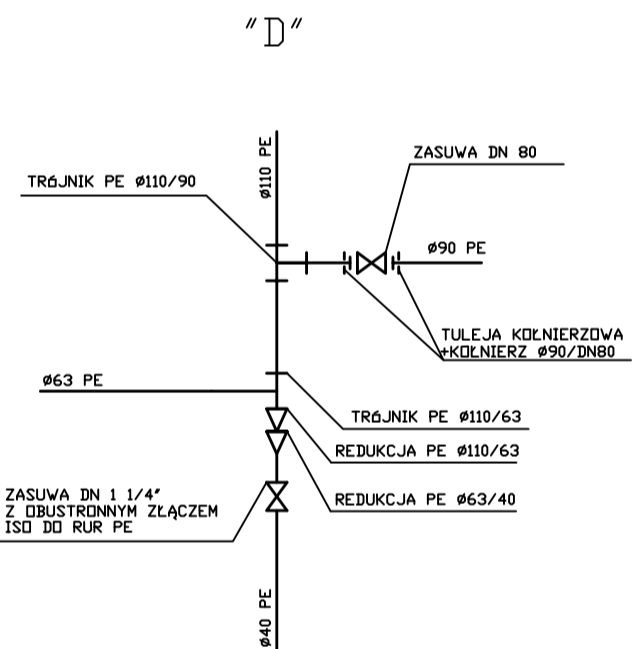 "D"
ZASUWA DN 80
Ø110 PE
TRÓJNIK PE Ø110/90
Ø90 PE
TULEJA KOŁNIERZOWA
+KOŁNIERZ Ø90/DN80
Ø63 PE
TRÓJNIK PE Ø110/63
REDUKCJA PE Ø110/63
ZASUWA DN 1 1/4"
Z OBUSTRONNYM ZŁĄCZEM
ISO DO RUR PE
REDUKCJA PE Ø63/40
Ø40 PE